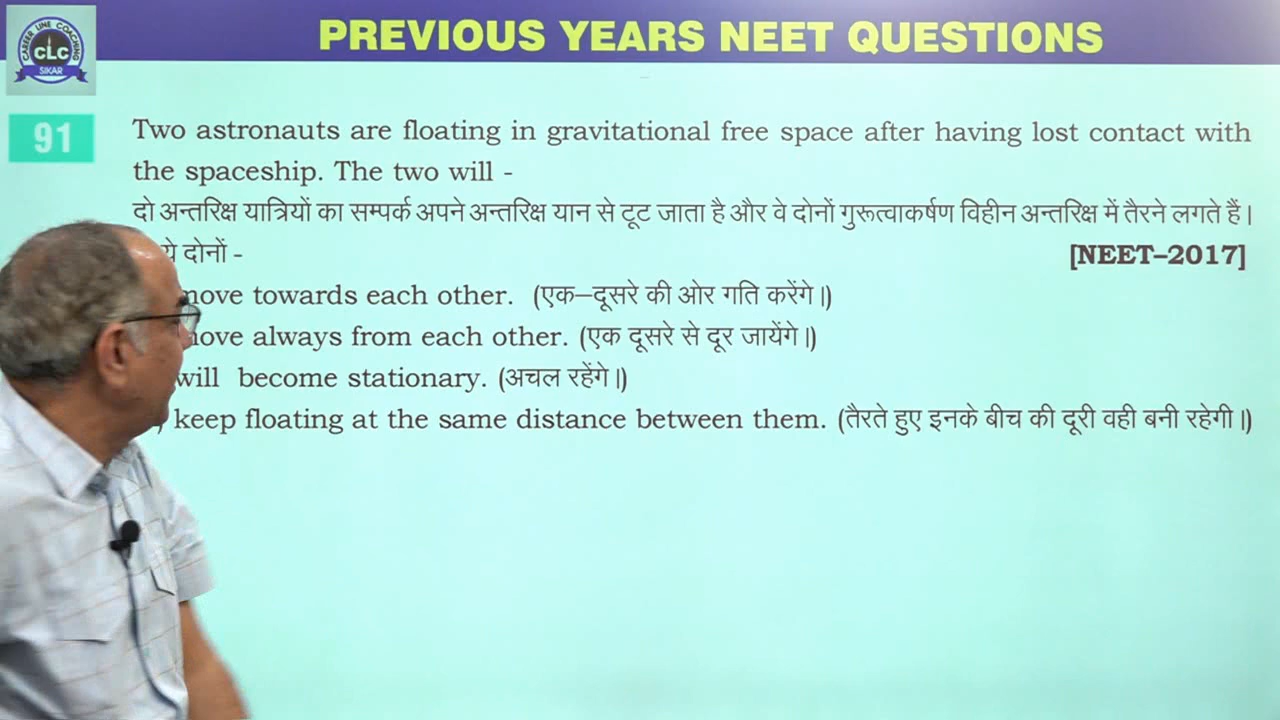 PREVIOUS YEARS NEET QUESTIONS
CAREER LINE COACHING
CLC
SIKAR
91
Two astronauts are floating in gravitational free space after having lost contact with
the spaceship. The two will -
दो अन्तरिक्ष यात्रियों का सम्पर्क अपने अन्तरिक्ष यान से टूट जाता है और वे दोनों गुरूत्वाकर्षण विहीन अन्तरिक्ष में तैरने लगते हैं।
ये दोनों -
[NEET–2017]
move towards each other. (एक–दूसरे की ओर गति करेंगे।)
move always from each other. (एक दूसरे से दूर जायेंगे।)
will become stationary. (अचल रहेंगे।)
keep floating at the same distance between them. (तैरते हुए इनके बीच की दूरी वही बनी रहेगी।)